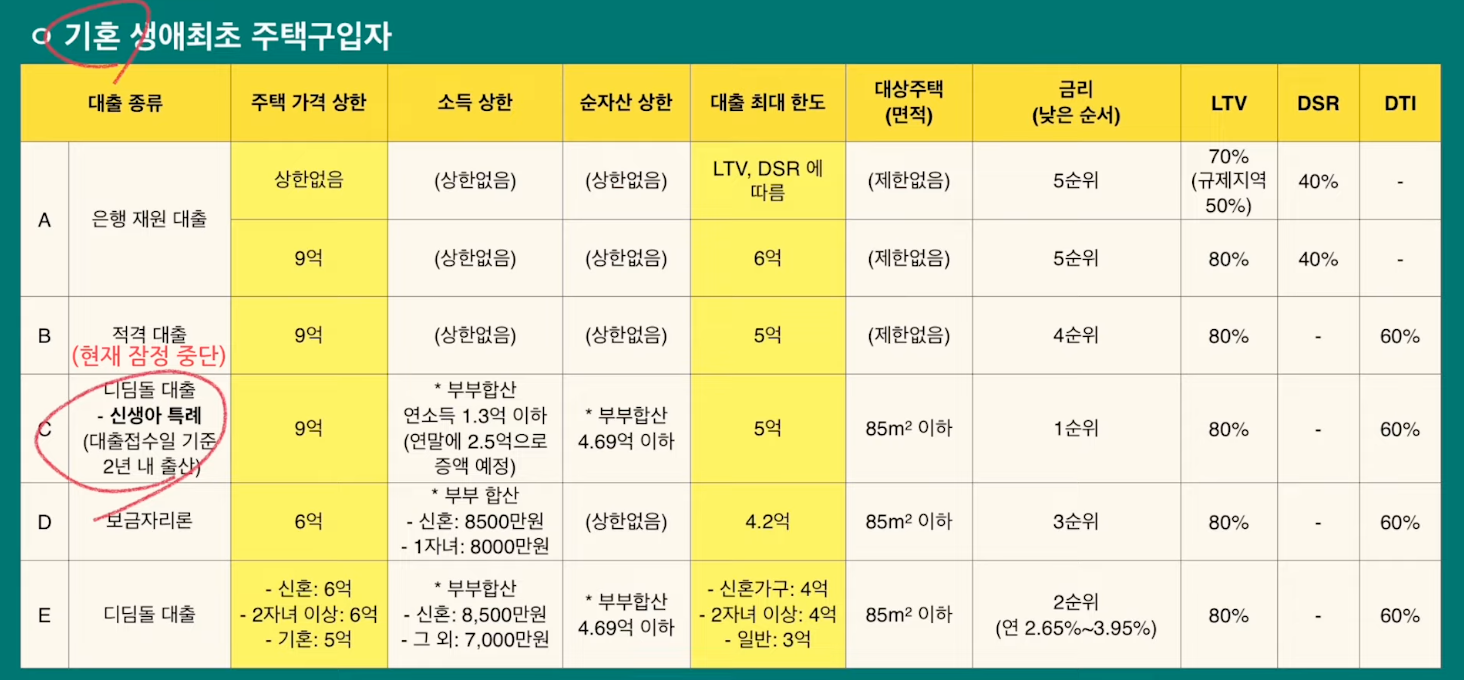 ㅇ 기혼 생애최초 주택구입자
대출 종류 주택 가격 상한 소득 상한 순자산 상한 대출 최대 한도 대상주택 (면적) 금리 (낮은 순서) LTV DSR DTI
A 은행 재원 대출
상한없음 (상한없음) (상한없음) LTV, DSR 에 따름 (제한없음) 5순위 70% (규제지역 50%) 40% -
9억 (상한없음) (상한없음) 6억 (제한없음) 5순위 80% 40% -
B 적격 대출 (현재 잠정 중단) 9억 (상한없음) (상한없음) 5억 (제한없음) 4순위 80% - 60%
C 디딤돌 대출
- 신생아 특례
(대출접수일 기준
2년 내 출산)
9억
* 부부합산
연소득 1.3억 이하
(연말에 2.5억으로
증액 예정)
* 부부합산
4.69억 이하
5억 85m² 이하 1순위 80% - 60%
D 보금자리론 6억
* 부부 합산
- 신혼: 8500만원
- 1자녀: 8000만원
(상한없음) 4.2억 85m² 이하 3순위 80% - 60%
E 디딤돌 대출
- 신혼: 6억
- 2자녀 이상: 6억
- 기혼: 5억
* 부부합산
- 신혼: 8,500만원
- 그 외: 7,000만원
* 부부합산
4.69억 이하
- 신혼가구: 4억
- 2자녀 이상: 4억
- 일반: 3억
85m² 이하
2순위
(연 2.65%~3.95%)
80% - 60%